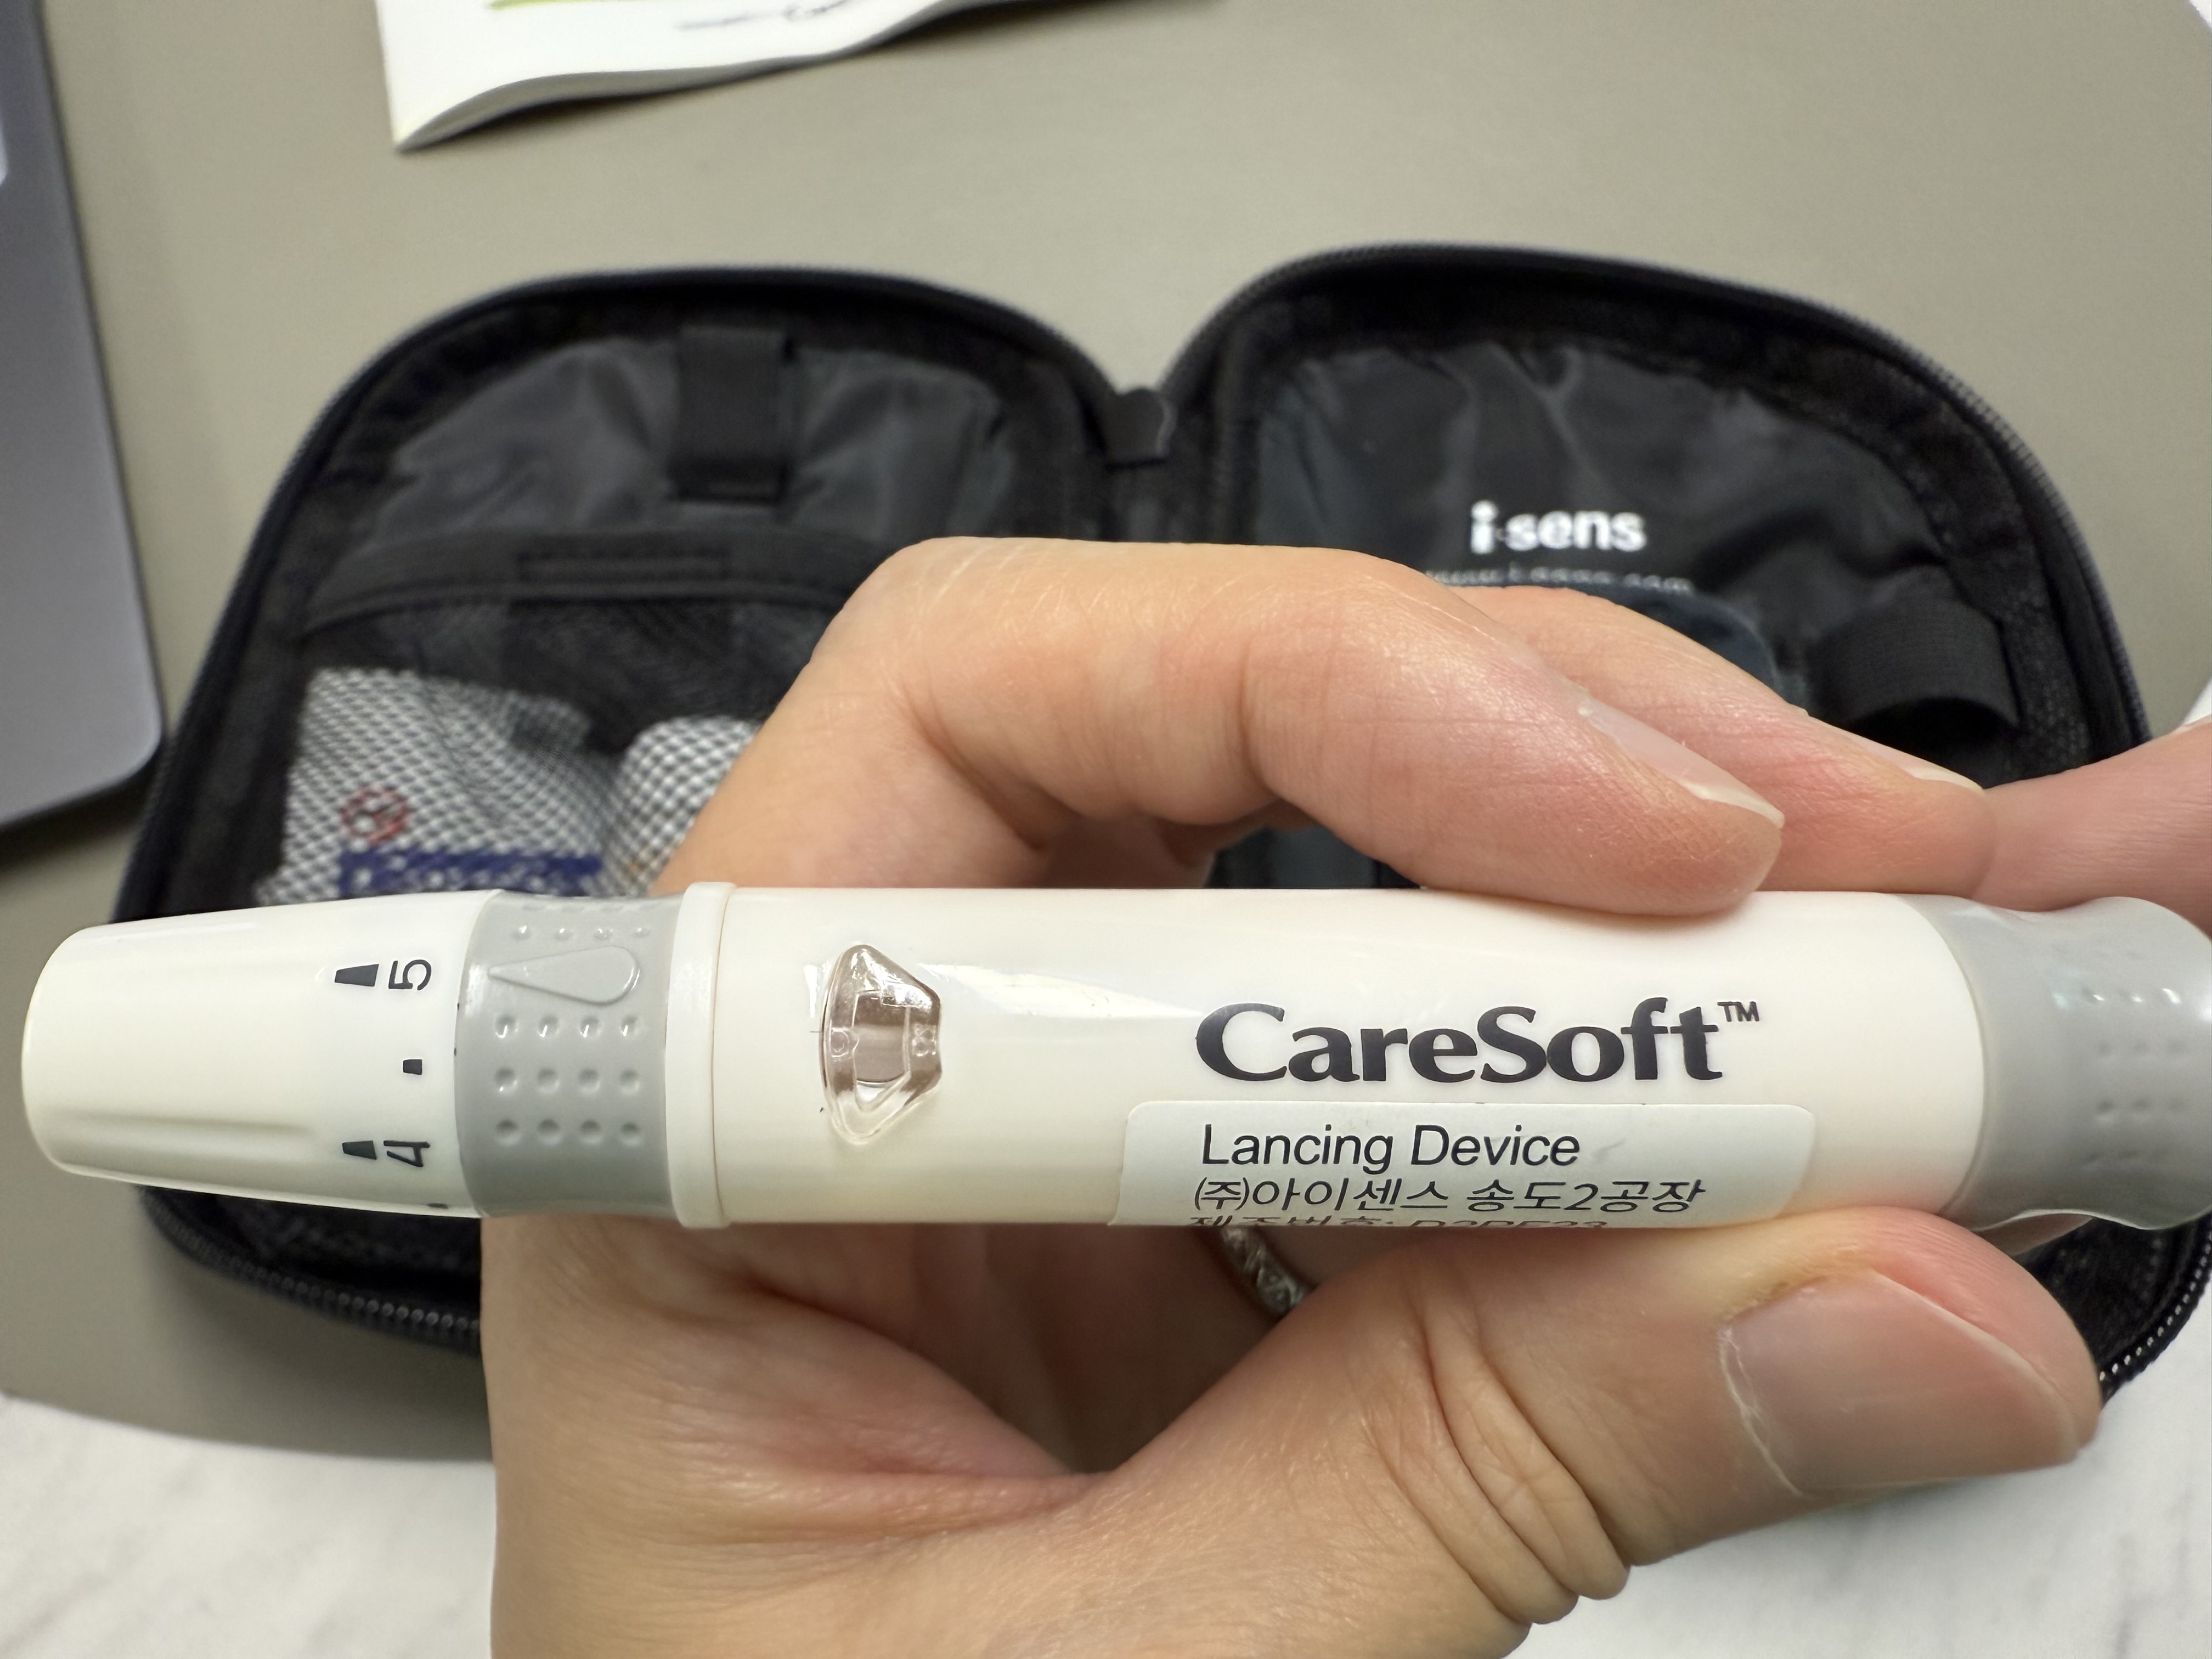 i-sens
5
4
CareSoft™
Lancing Device
㈜아이센스 송도2공장